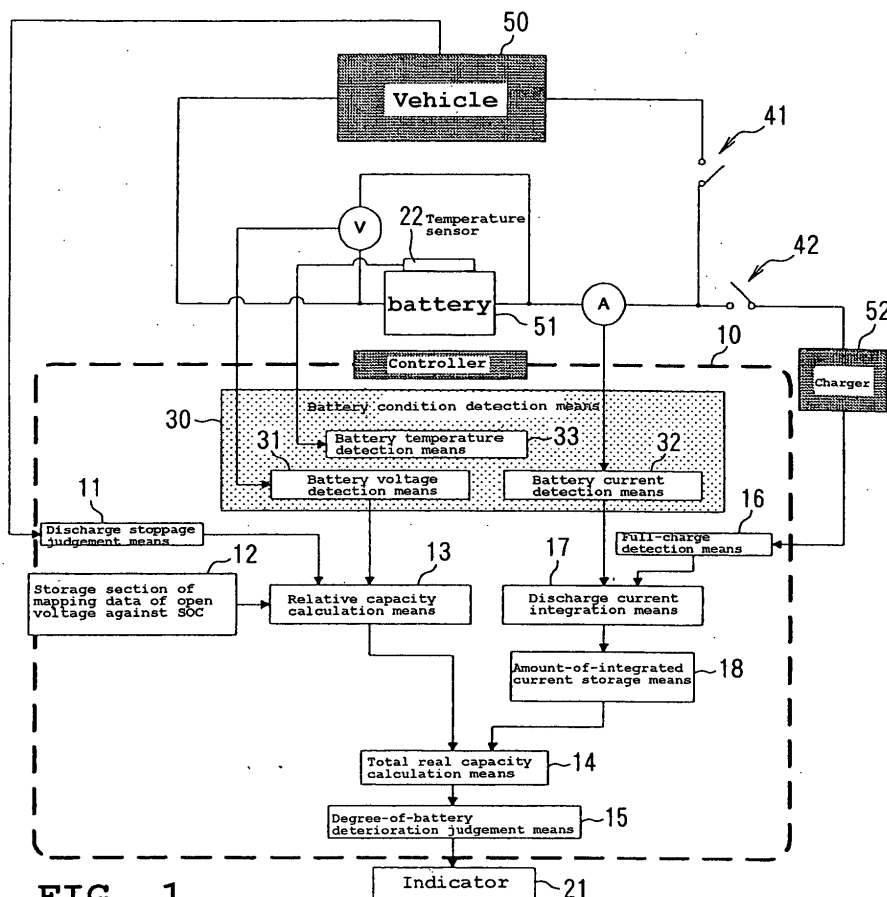 50
Vehicle
41
V
22 Temperature
sensor
42
battery
51
A
52
10
Controller
Charger
30
Battery condition detection means
Battery temperature
detection means
33
31
32
Battery voltage
detection means
Battery current
detection means
11
16
Discharge stoppage
judgement means
Full-charge
detection means
12
13
17
Storage section of
mapping data of open
voltage against SOC
Relative capacity
calculation means
Discharge current
integration means
Amount-of-integrated
current storage means
18
Total real capacity
calculation means
14
Degree-of-battery
deterioration judgement means
15
FIG. 1
Indicator
21